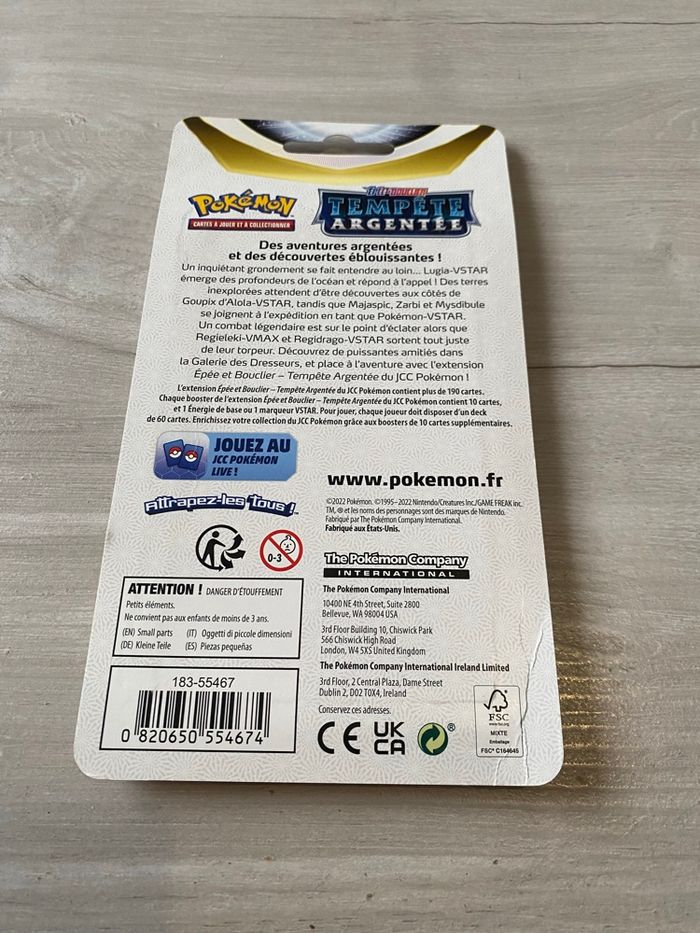 POKéMON
CARTES À JOUER ET À COLLECTIONNER
ÉPÉE ET BOUCLIER
TEMPÊTE
ARGENTÉE
Des aventures argentées
et des découvertes éblouissantes !
Un inquiétant grondement se fait entendre au loin... Lugia-VSTAR
émerge des profondeurs de l'océan et répond à l'appel ! Des terres
inexplorées attendent d'être découvertes aux côtés de
Goupix d'Alola-VSTAR, tandis que Majaspic, Zarbi et Mysdibule
se joignent à l'expédition en tant que Pokémon-VSTAR.
Un combat légendaire est sur le point d'éclater alors que
Regieleki-VMAX et Regidrago-VSTAR sortent tout juste
de leur torpeur. Découvrez de puissantes amitiés dans
la Galerie des Dresseurs, et place à l'aventure avec l'extension
Épée et Bouclier – Tempête Argentée du JCC Pokémon !
L'extension Épée et Bouclier – Tempête Argentée du JCC Pokémon contient plus de 190 cartes.
Chaque booster de l'extension Épée et Bouclier – Tempête Argentée du JCC Pokémon contient 10 cartes,
et 1 Énergie de base ou 1 marqueur VSTAR. Pour jouer, chaque joueur doit disposer d'un deck
de 60 cartes. Enrichissez votre collection du JCC Pokémon grâce aux boosters de 10 cartes supplémentaires.
JOUEZ AU
JCC POKÉMON
LIVE !
www.pokemon.fr
Attrapez-les Tous !™
©2022 Pokémon. ©1995–2022 Nintendo/Creatures Inc./GAME FREAK inc.
TM, ® et les noms des personnages sont des marques de Nintendo.
Fabriqué par The Pokémon Company International.
Fabriqué aux États-Unis.
0-3
The Pokémon Company
INTERNATIONAL
ATTENTION ! DANGER D'ÉTOUFFEMENT
Petits éléments.
Ne convient pas aux enfants de moins de 3 ans.
(EN) Small parts (IT) Oggetti di piccole dimensioni
(DE) Kleine Teile (ES) Piezas pequeñas
The Pokémon Company International
10400 NE 4th Street, Suite 2800
Bellevue, WA 98004 USA
3rd Floor Building 10, Chiswick Park
566 Chiswick High Road
London, W4 5XS United Kingdom
The Pokémon Company International Ireland Limited
3rd Floor, 2 Central Plaza, Dame Street
Dublin 2, D02 T0X4, Ireland
Conservez ces adresses.
183-55467
0 820650 554674
CE UK
CA
®
FSC
www.fsc.org
MIXTE
Emballage
FSC® C164645